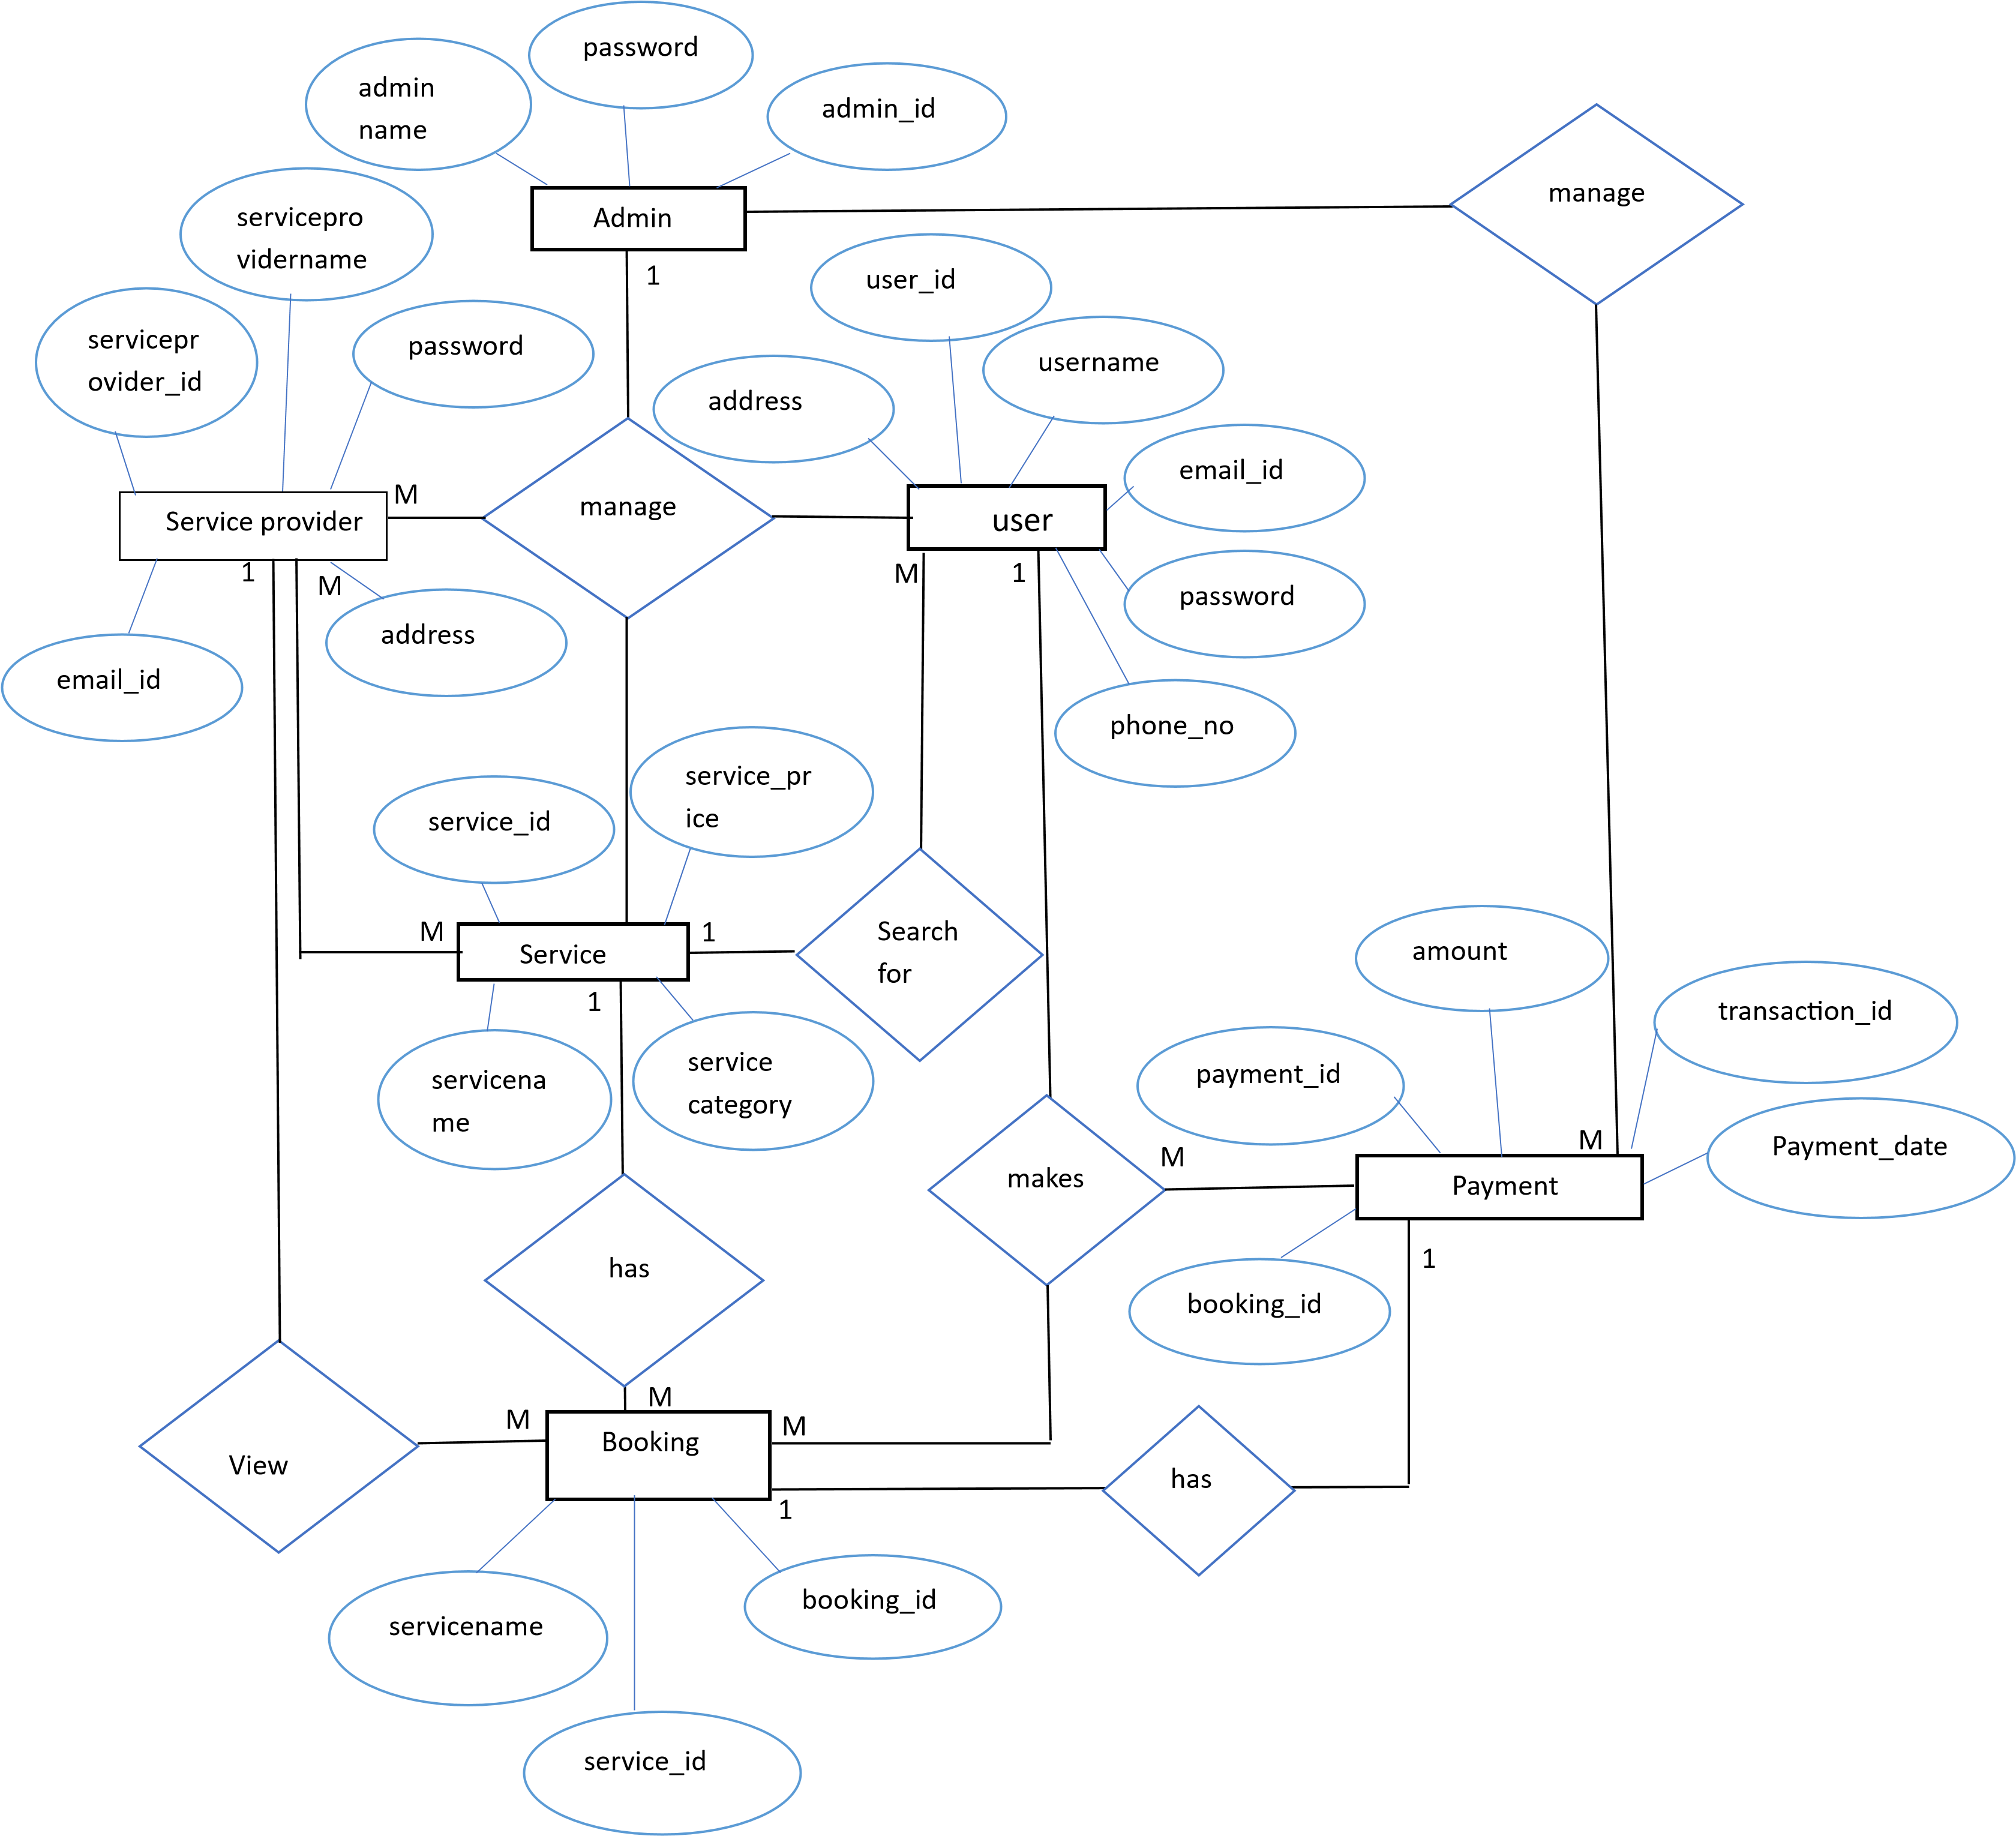 password
admin
name
admin_id
manage
Admin
servicepro
vidername
1
user_id
servicepr
ovider_id
password
username
address
email_id
M
manage
Service provider
user
1
M
M
1
password
address
email_id
phone_no
service_pr
ice
service_id
M
1
Search
for
Service
amount
1
transaction_id
service
category
servicena
me
payment_id
M
Payment_date
M
makes
Payment
has
1
booking_id
M
M
M
Booking
View
has
1
booking_id
servicename
service_id